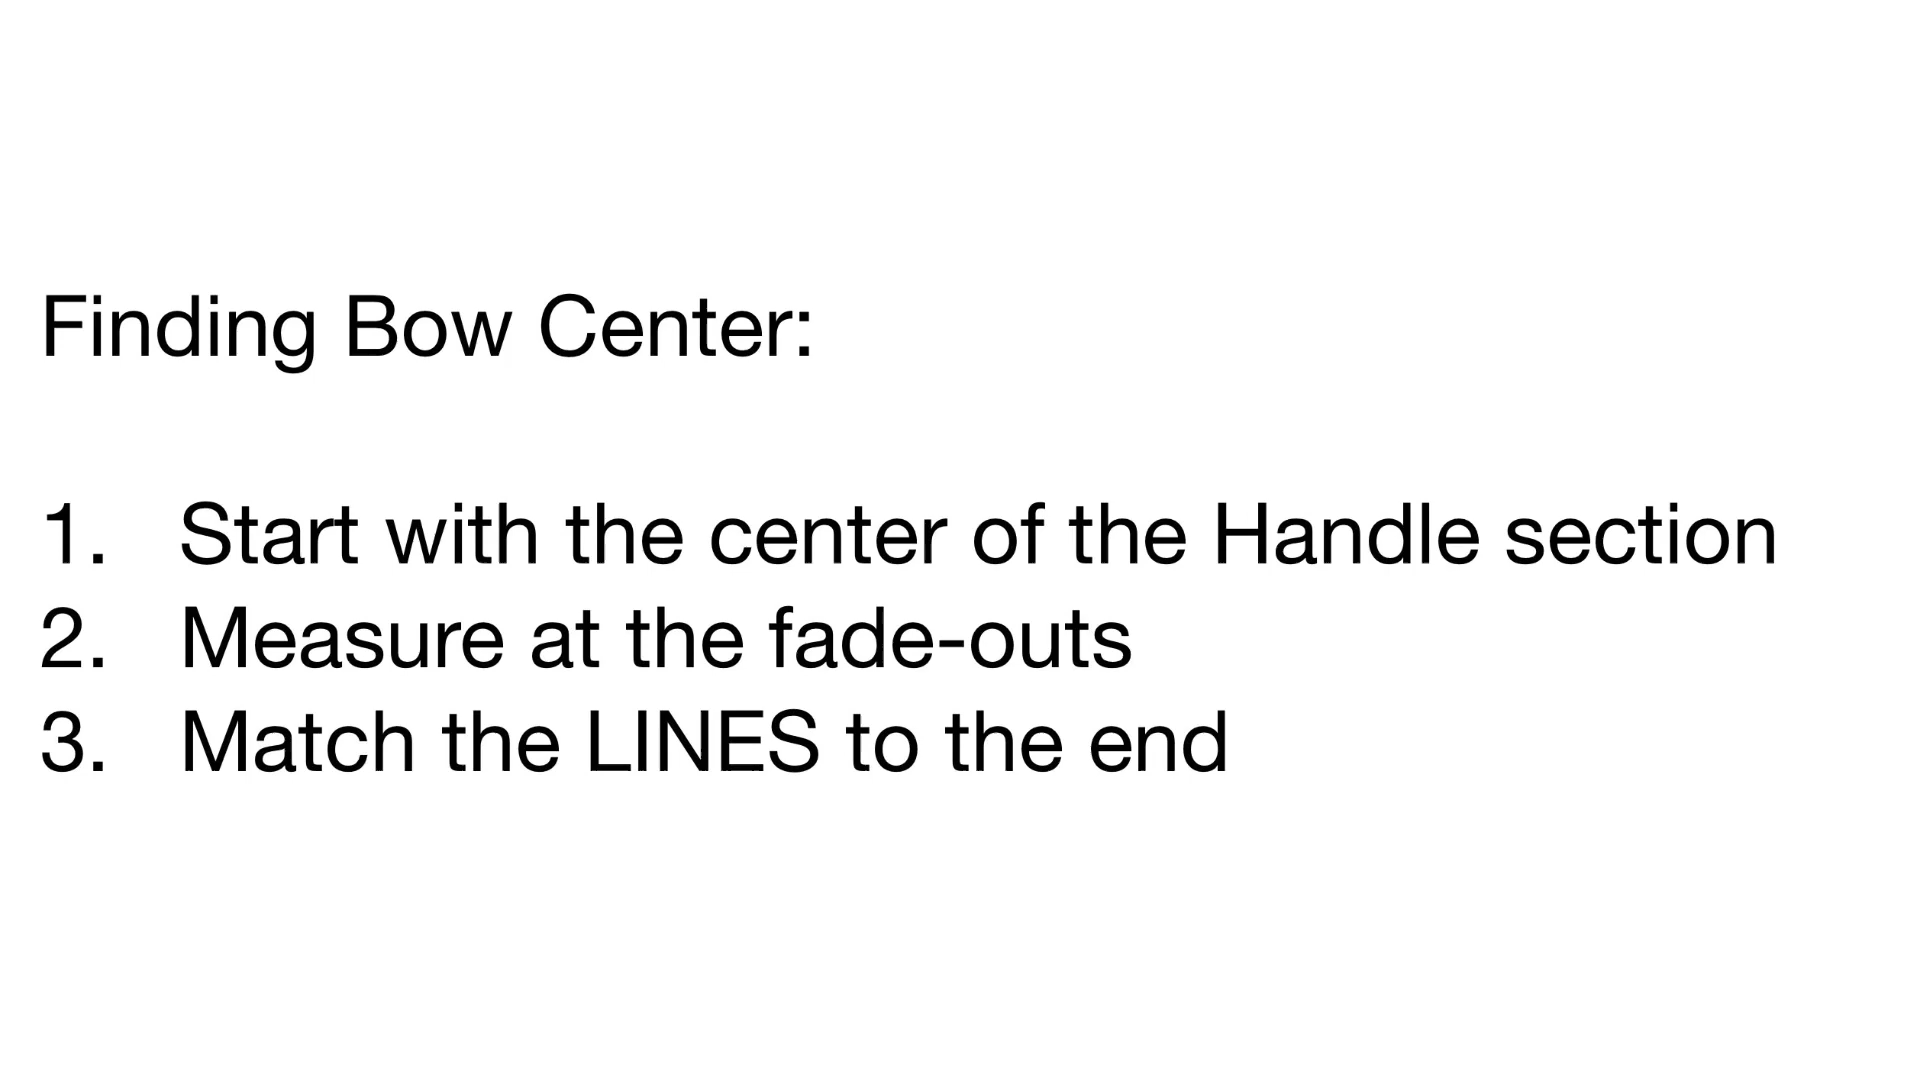 Finding Bow Center:
1. Start with the center of the Handle section
2. Measure at the fade-outs
3. Match the LINES to the end